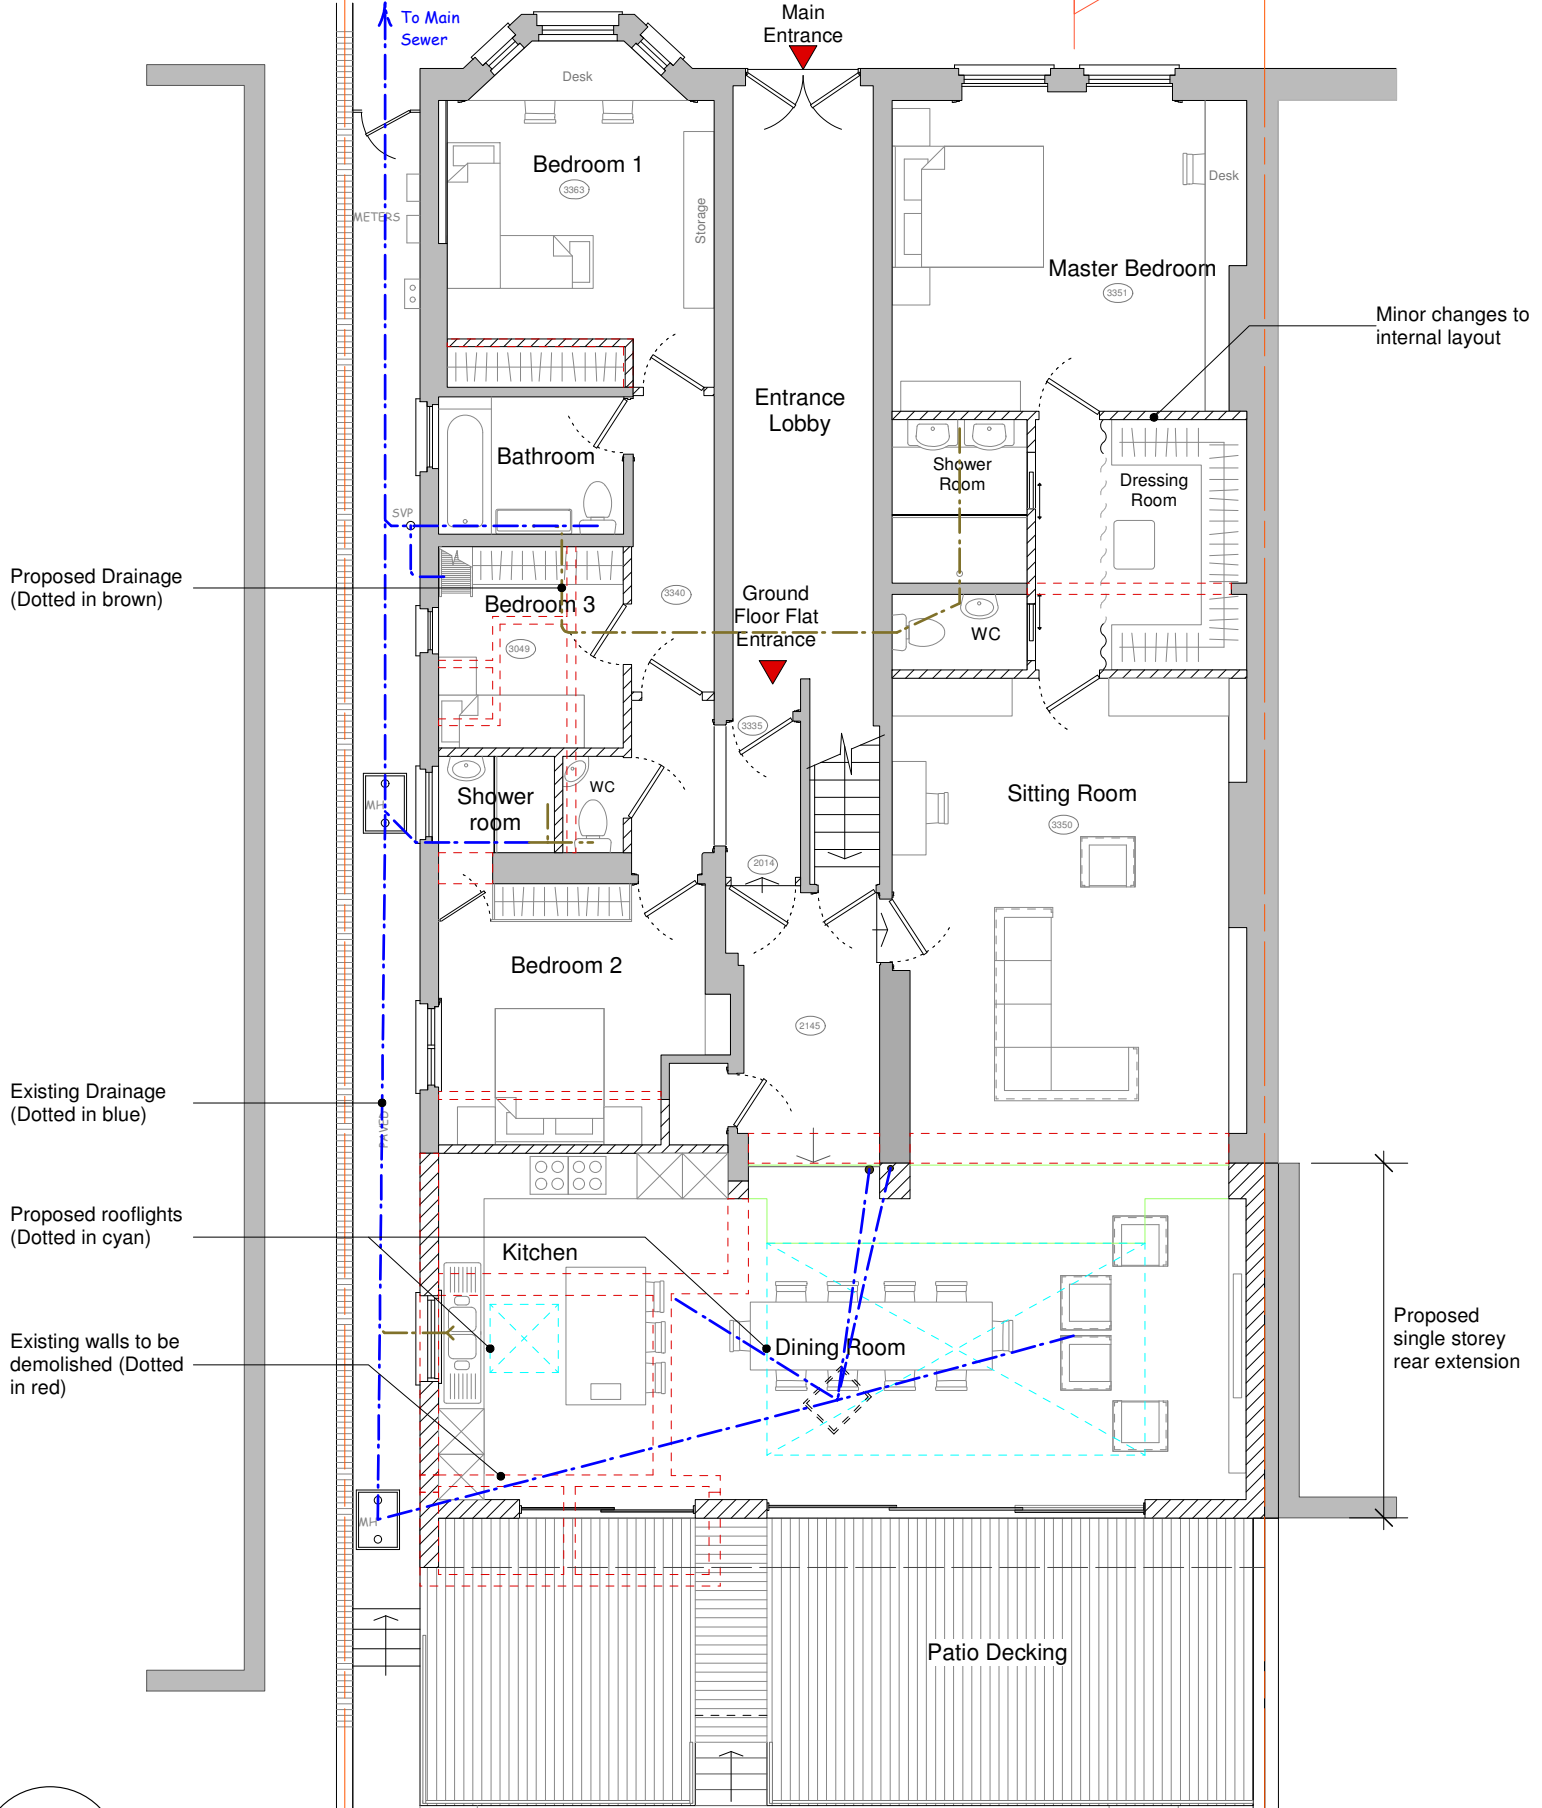 To Main
Sewer
Main
Entrance
Desk
Bedroom 1
3363
Storage
METERS
Desk
Master Bedroom
3351
Minor changes to
internal layout
Entrance
Lobby
Bathroom
Shower
Room
Dressing
Room
SVP
Proposed Drainage
(Dotted in brown)
Bedroom 3
3340
3049
Ground
Floor Flat
Entrance
WC
3335
MH
Shower
room
WC
Sitting Room
3350
2014
Bedroom 2
2145
Existing Drainage
(Dotted in blue)
PAVED
Proposed rooflights
(Dotted in cyan)
Kitchen
Existing walls to be
demolished (Dotted
in red)
Dining Room
Proposed
single storey
rear extension
MH
Patio Decking